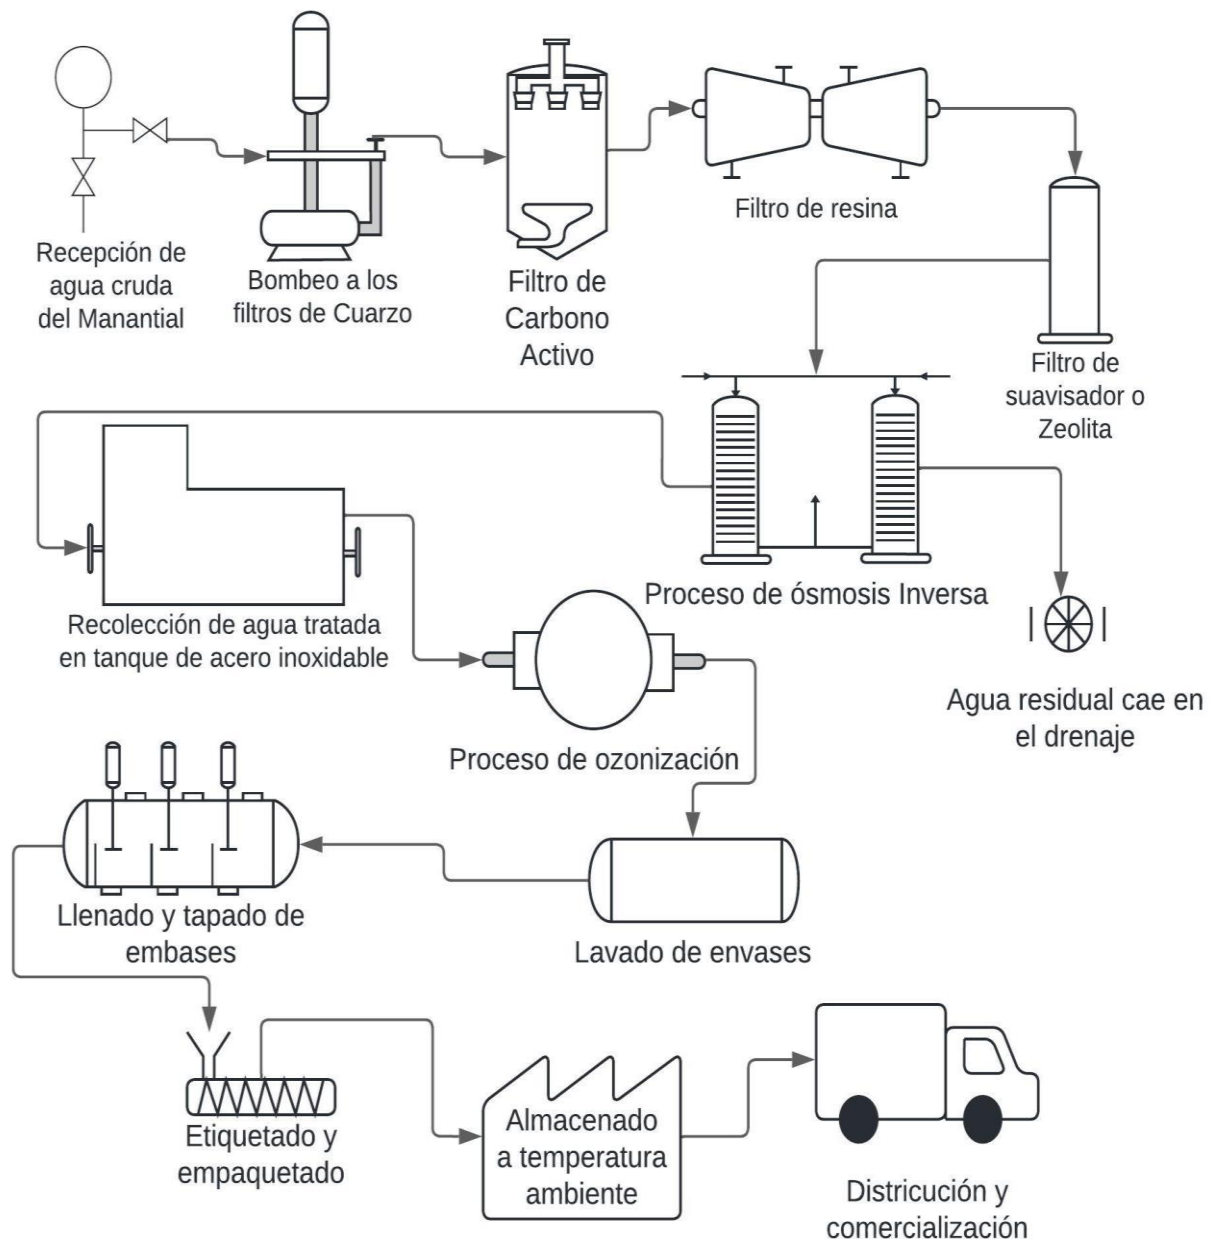 Recepción de
agua cruda
del Manantial
Bombeo a los
filtros de Cuarzo
Filtro de
Carbono
Activo
Filtro de resina
Filtro de
suavisador o
Zeolita
Proceso de ósmosis Inversa
Agua residual cae en
el drenaje
Recolección de agua tratada
en tanque de acero inoxidable
Proceso de ozonización
Lavado de envases
Llenado y tapado de
embases
Etiquetado y
empaquetado
Almacenado
a temperatura
ambiente
Districución y
comercialización